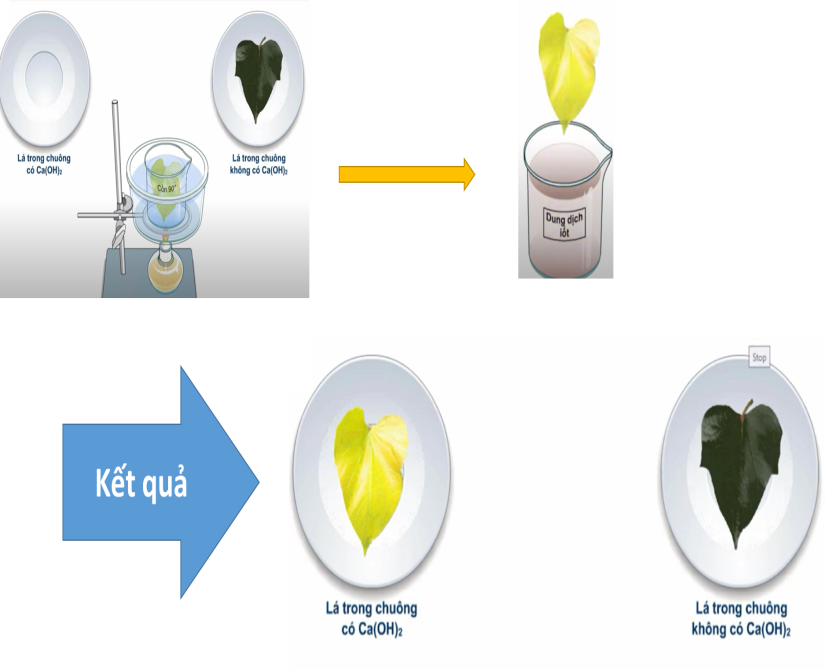 Lá trong chuông
có Ca(OH)₂
Cồn 90°
Lá trong chuông
không có Ca(OH)₂
Dung dịch
iốt
Kết quả
Stop
Lá trong chuông
có Ca(OH)₂
Lá trong chuông
không có Ca(OH)₂